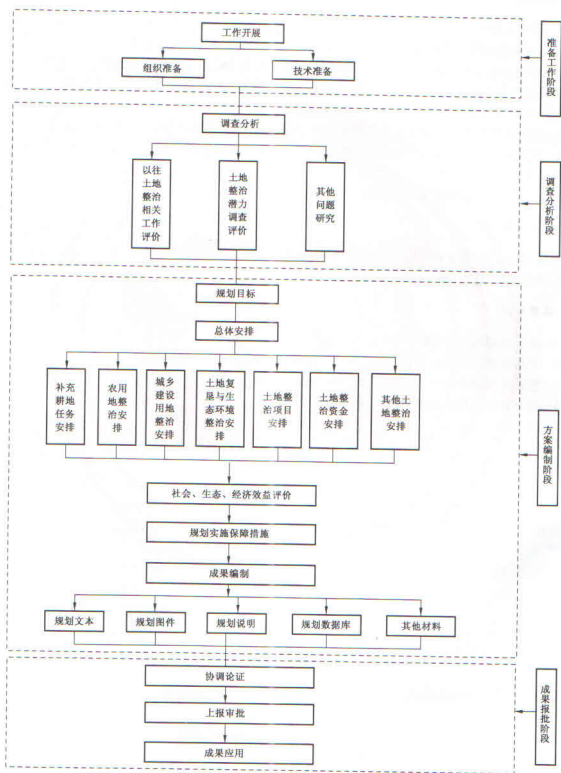 工作开展
组织准备
技术准备
准备工作阶段
调查分析
以往
土地
整治
相关
工作
评价
土地
整治
潜力
调查
评价
其他
问题
研究
调查分析阶段
规划目标
总体安排
补充
耕地
任务
安排
农用
地整
治安
排
城乡
建设
用地
整治
安排
土地复
垦与生
态环境
整治安
排
土地整
治项目
安排
土地整
治资金
安排
其他土
地整治
安排
方案编制阶段
社会、生态、经济效益评价
规划实施保障措施
成果编制
规划文本
规划图件
规划说明
规划数据库
其他材料
协调论证
上报审批
成果应用
成果报批阶段